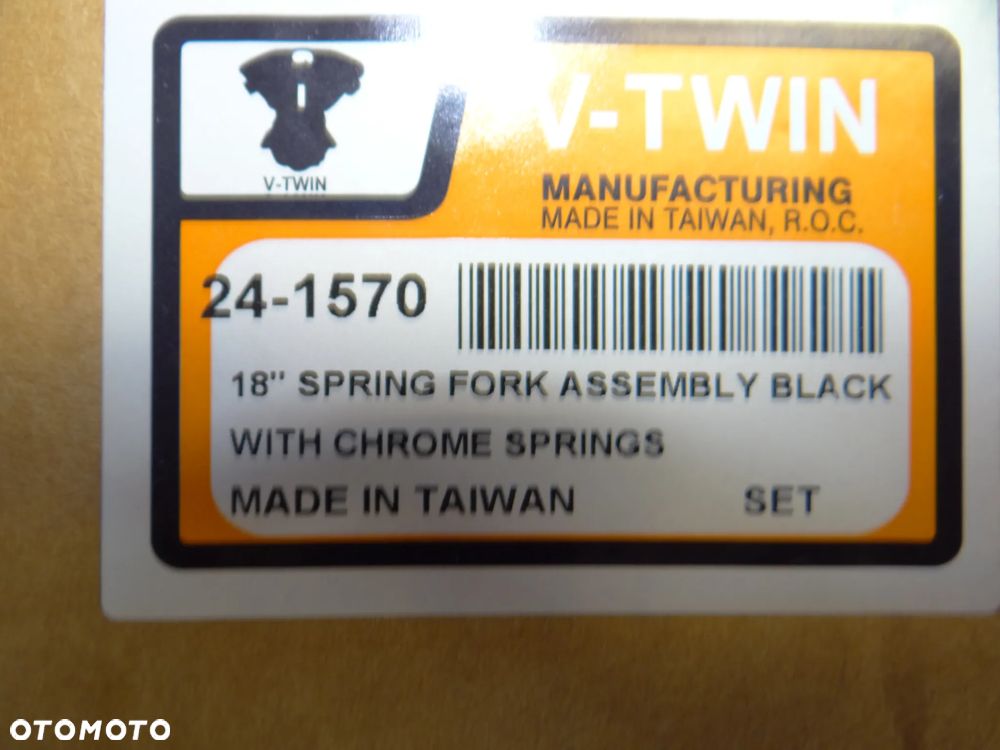 V-TWIN
V-TWIN
MANUFACTURING
MADE IN TAIWAN, R.O.C.
24-1570
18" SPRING FORK ASSEMBLY BLACK
WITH CHROME SPRINGS
MADE IN TAIWAN SET
OTOMOTO